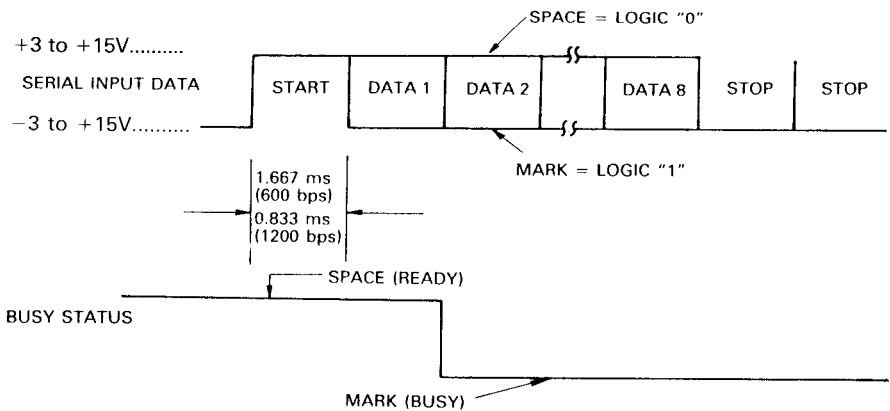 SPACE = LOGIC "0"
+3 to +15V..........
SERIAL INPUT DATA
START
DATA 1
DATA 2
DATA 8
STOP
STOP
−3 to +15V..........
MARK = LOGIC "1"
1.667 ms
(600 bps)
0.833 ms
(1200 bps)
SPACE (READY)
BUSY STATUS
MARK (BUSY)